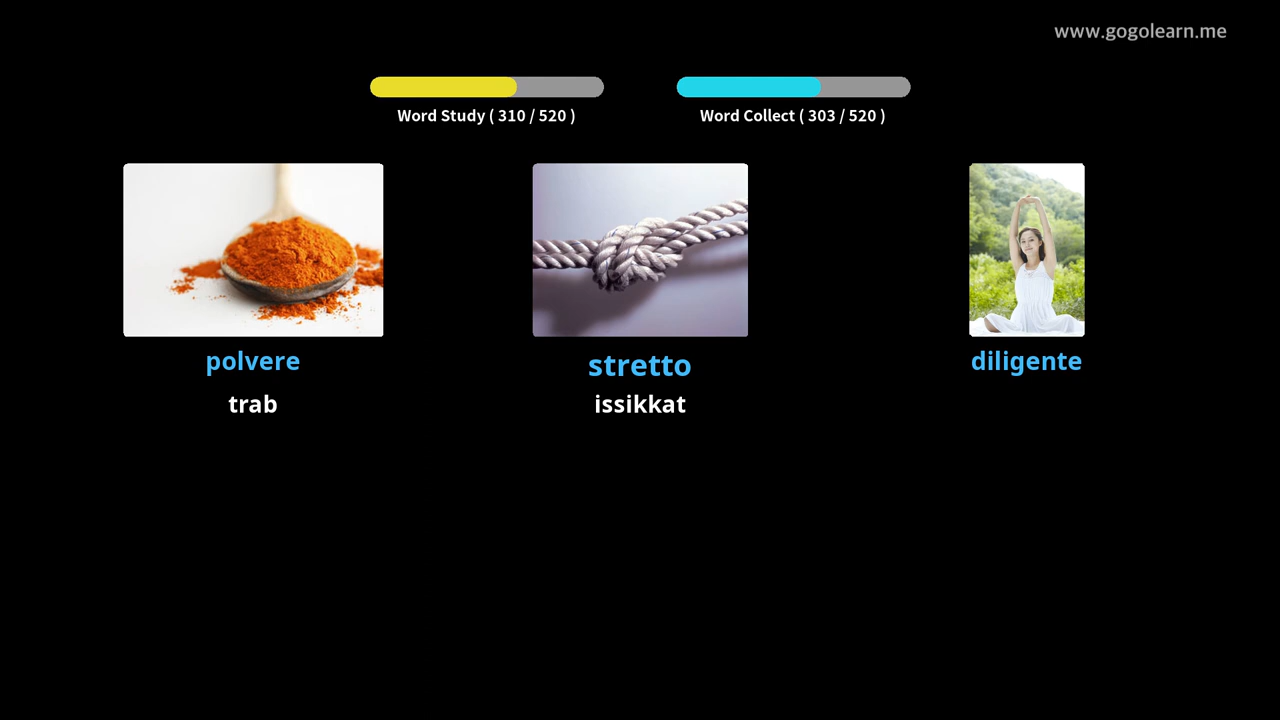 www.gogolearn.me
Word Study ( 310 / 520 )
Word Collect ( 303 / 520 )
polvere
stretto
diligente
trab
issikkat